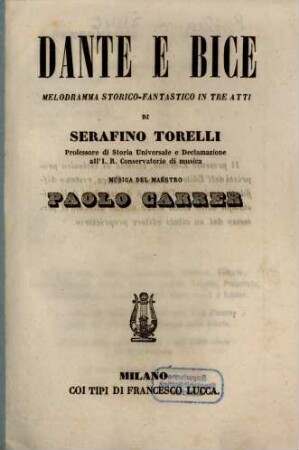 DANTE E BICE
MELODRAMMA STORICO-FANTASTICO IN TRE ATTI
DI
SERAFINO TORELLI
Professore di Storia Universale e Declamazione
all'I. R. Conservatorio di musica
MUSICA DEL MAESTRO
PAOLO CARRER
MILANO
COI TIPI DI FRANCESCO LUCCA.